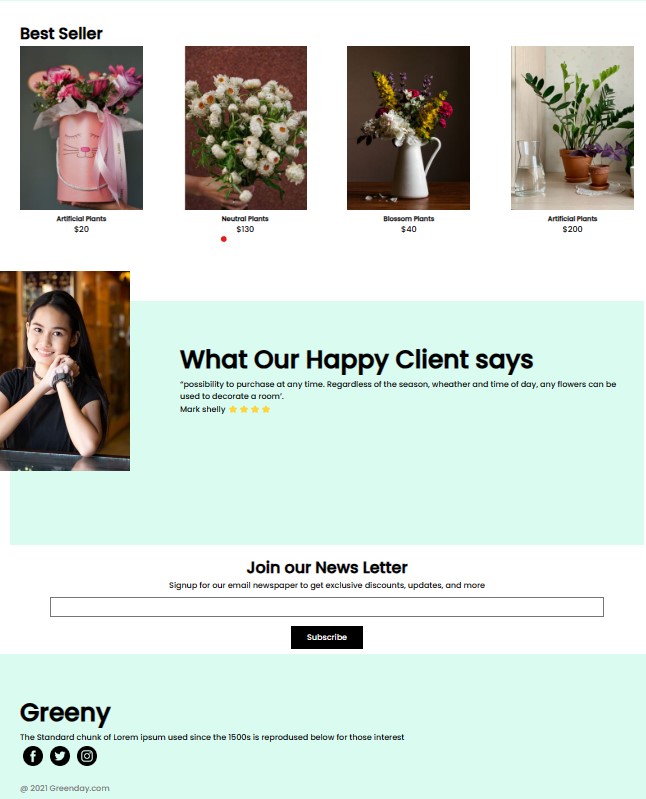 Best Seller
Artificial Plants
$20
Neutral Plants
$130
Blossom Plants
$40
Artificial Plants
$200
What Our Happy Client says
“possibility to purchase at any time. Regardless of the season, wheather and time of day, any flowers can be
used to decorate a room’.
Mark shelly
Join our News Letter
Signup for our email newspaper to get exclusive discounts, updates, and more
Subscribe
Greeny
The Standard chunk of Lorem ipsum used since the 1500s is reprodused below for those interest
@ 2021 Greenday.com